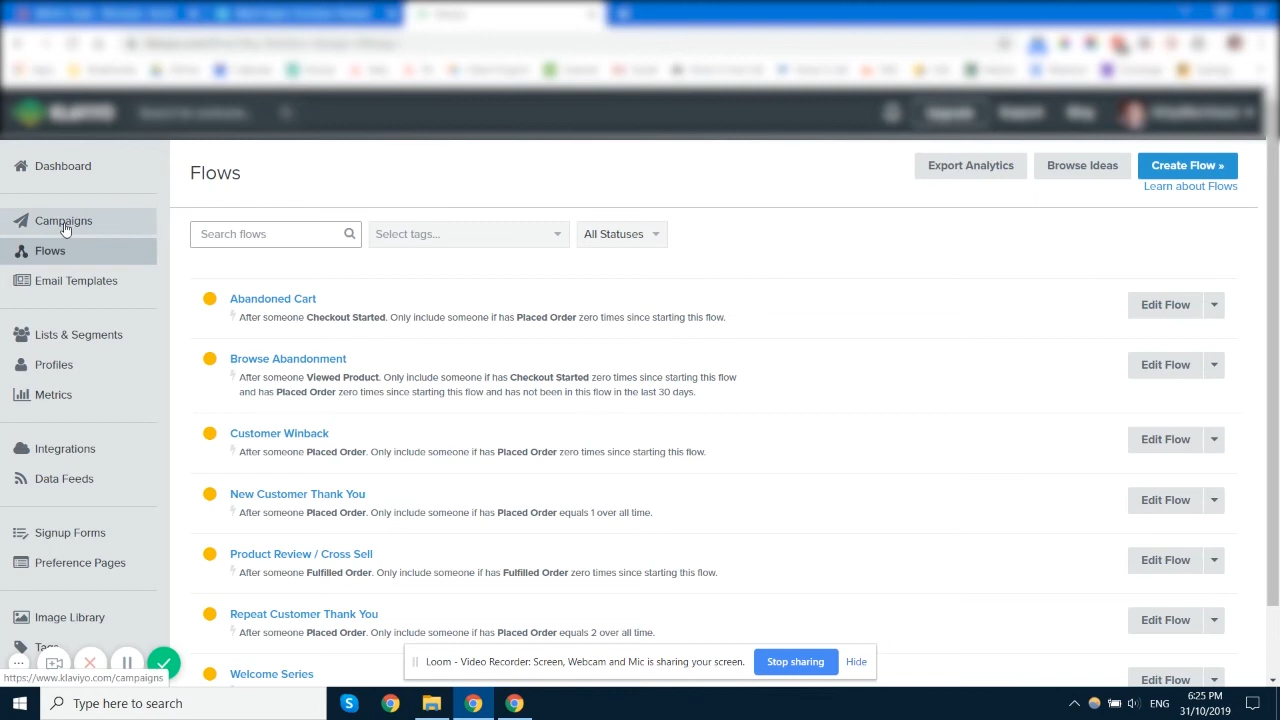 KLAVIYO
Upgrade
Support
Blog
Dashboard
Campaigns
Flows
Email Templates
Lists & Segments
Profiles
Metrics
Integrations
Data Feeds
Signup Forms
Preference Pages
Image Library
Tags
https://www.klaviyo.com/campaigns
Flows
Export Analytics
Browse Ideas
Create Flow »
Learn about Flows
Search flows
Select tags...
All Statuses
Abandoned Cart
After someone Checkout Started. Only include someone if has Placed Order zero times since starting this flow.
Edit Flow
Browse Abandonment
After someone Viewed Product. Only include someone if has Checkout Started zero times since starting this flow
and has Placed Order zero times since starting this flow and has not been in this flow in the last 30 days.
Edit Flow
Customer Winback
After someone Placed Order. Only include someone if has Placed Order zero times since starting this flow.
Edit Flow
New Customer Thank You
After someone Placed Order. Only include someone if has Placed Order equals 1 over all time.
Edit Flow
Product Review / Cross Sell
After someone Fulfilled Order. Only include someone if has Fulfilled Order zero times since starting this flow.
Edit Flow
Repeat Customer Thank You
After someone Placed Order. Only include someone if has Placed Order equals 2 over all time.
Edit Flow
Welcome Series
Edit Flow
Loom - Video Recorder: Screen, Webcam and Mic is sharing your screen.
Stop sharing
Hide
Type here to search
ENG
6:25 PM
31/10/2019